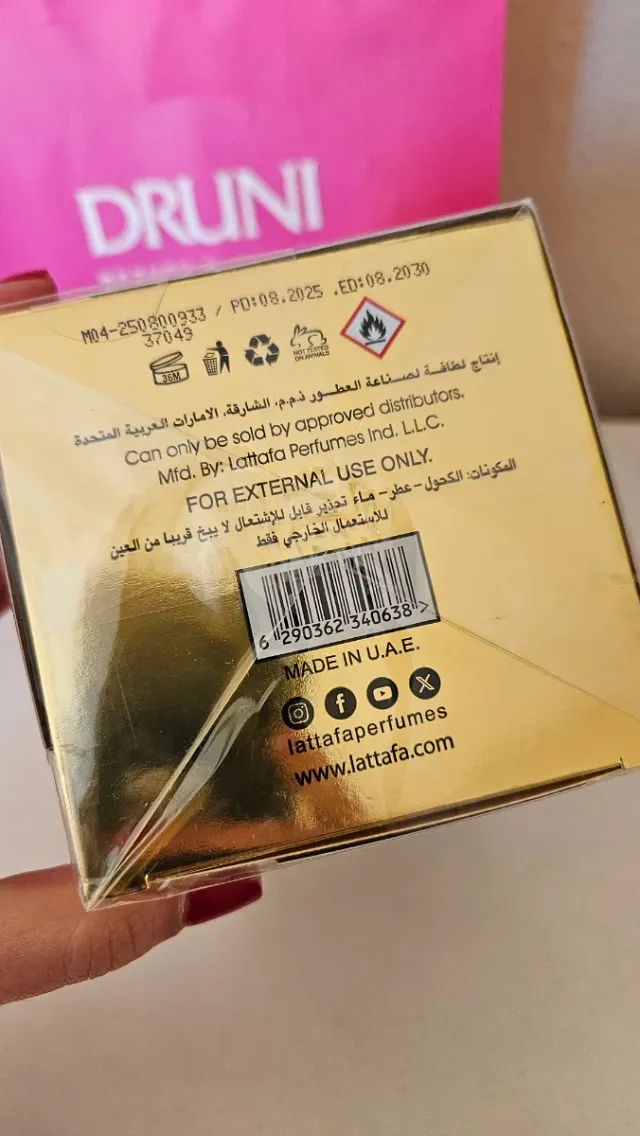 DRUNI
M04-250800933 / PD:08.2025 .ED:08.2030
37049
36M
NOT TESTED
ON ANIMALS
إنتاج لطافة لصناعة العطور ذ.م.م، الشارقة، الامارات العربية المتحدة
Can only be sold by approved distributors.
Mfd. By: Lattafa Perfumes Ind. L.L.C.
FOR EXTERNAL USE ONLY.
المكونات: الكحول - عطر - ماء تحذير قابل للإشتعال لا يبخ قريبا من العين
للاستعمال الخارجي فقط
6 290362 340638 >
MADE IN U.A.E.
lattafaperfumes
www.lattafa.com